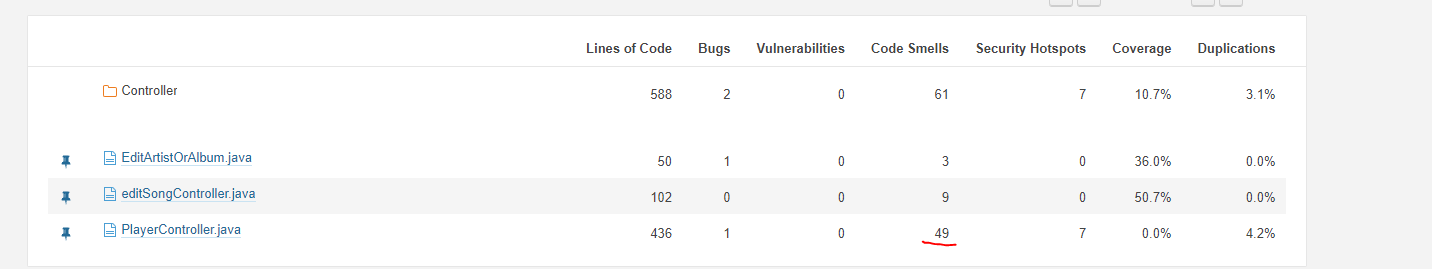 Lines of Code Bugs Vulnerabilities Code Smells Security Hotspots Coverage Duplications
Controller 588 2 0 61 7 10.7% 3.1%
EditArtistOrAlbum.java 50 1 0 3 0 36.0% 0.0%
editSongController.java 102 0 0 9 0 50.7% 0.0%
PlayerController.java 436 1 0 49 7 0.0% 4.2%